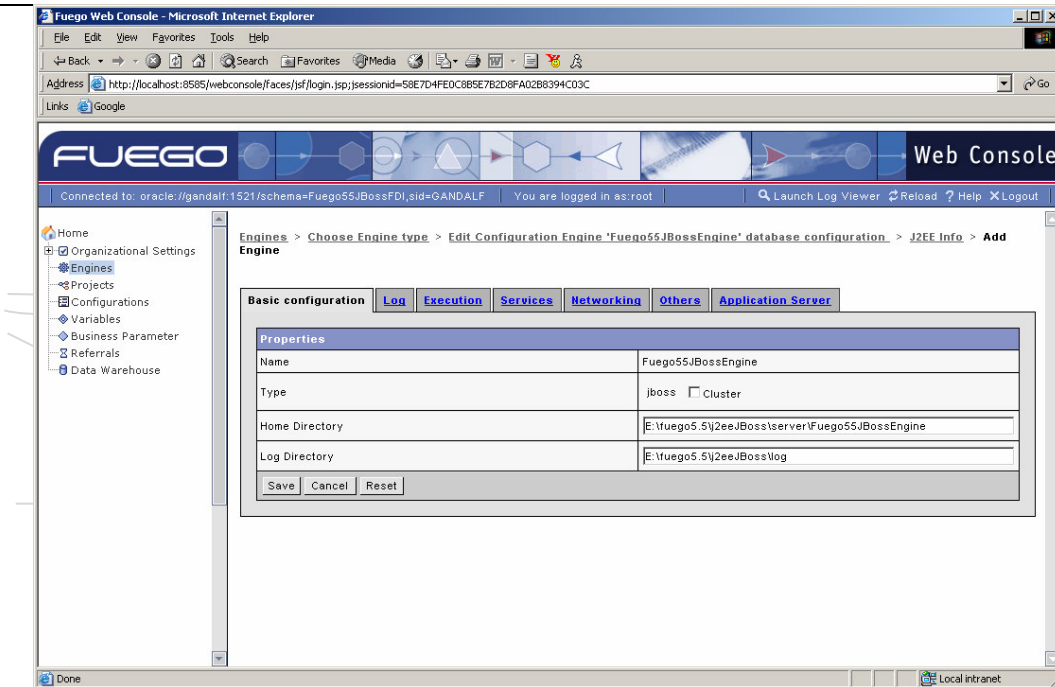 Fuego Web Console - Microsoft Internet Explorer
File Edit View Favorites Tools Help
Back Search Favorites Media
Address http://localhost:8585/webconsole/faces/jsf/login.jsp;jsessionid=58E7D4FE0C8B5E7B2D8FA02B8394C03C Go
Links Google
FUEGO Web Console
Connected to: oracle://gandalf:1521/schema=Fuego55JBossFDI,sid=GANDALF You are logged in as:root Launch Log Viewer Reload ? Help Logout
Home
Organizational Settings
Engines
Projects
Configurations
Variables
Business Parameter
Referrals
Data Warehouse
Engines > Choose Engine type > Edit Configuration Engine 'Fuego55JBossEngine' database configuration > J2EE Info > Add
Engine
Basic configuration Log Execution Services Networking Others Application Server
Properties
Name Fuego55JBossEngine
Type jboss Cluster
Home Directory E:\fuego5.5\j2eeJBoss\server\Fuego55JBossEngine
Log Directory E:\fuego5.5\j2eeJBoss\log
Save Cancel Reset
Done Local intranet